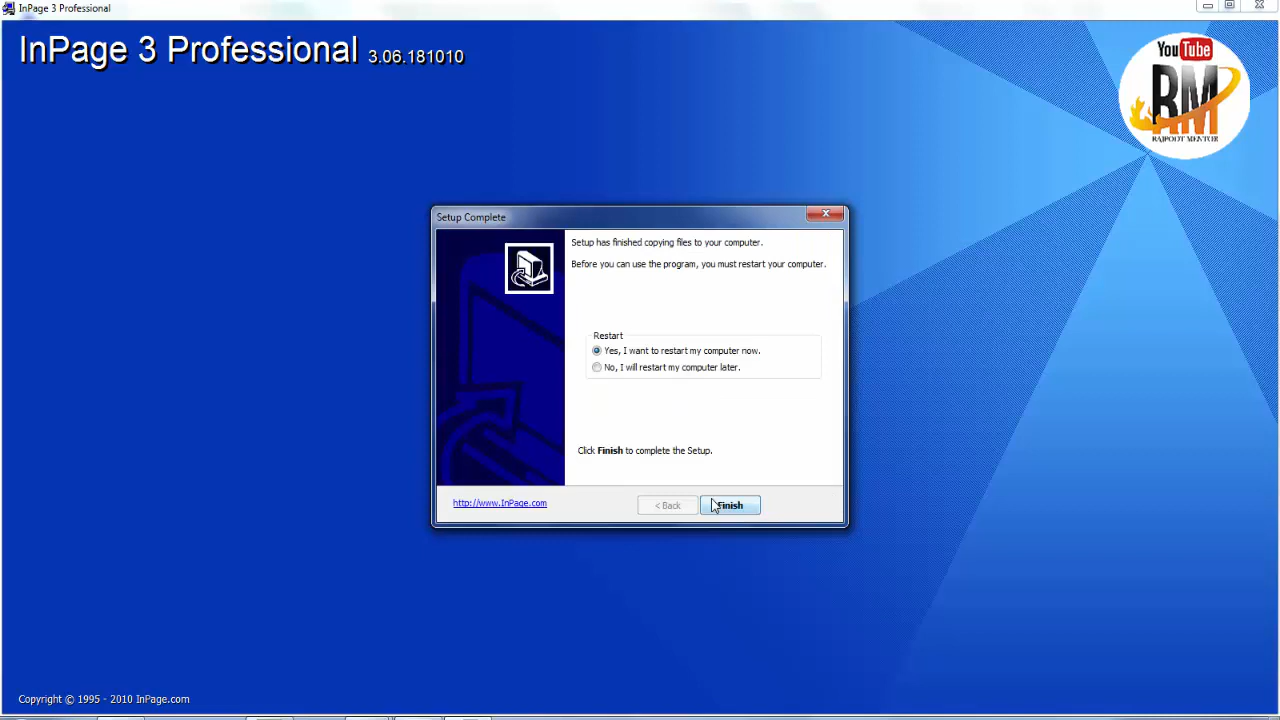 InPage 3 Professional
InPage 3 Professional 3.06.181010
YouTube
RM
RAJPOOT MENTOR
Setup Complete
Setup has finished copying files to your computer.
Before you can use the program, you must restart your computer.
Restart
Yes, I want to restart my computer now.
No, I will restart my computer later.
Click Finish to complete the Setup.
http://www.InPage.com
< Back
Finish
Copyright © 1995 - 2010 InPage.com